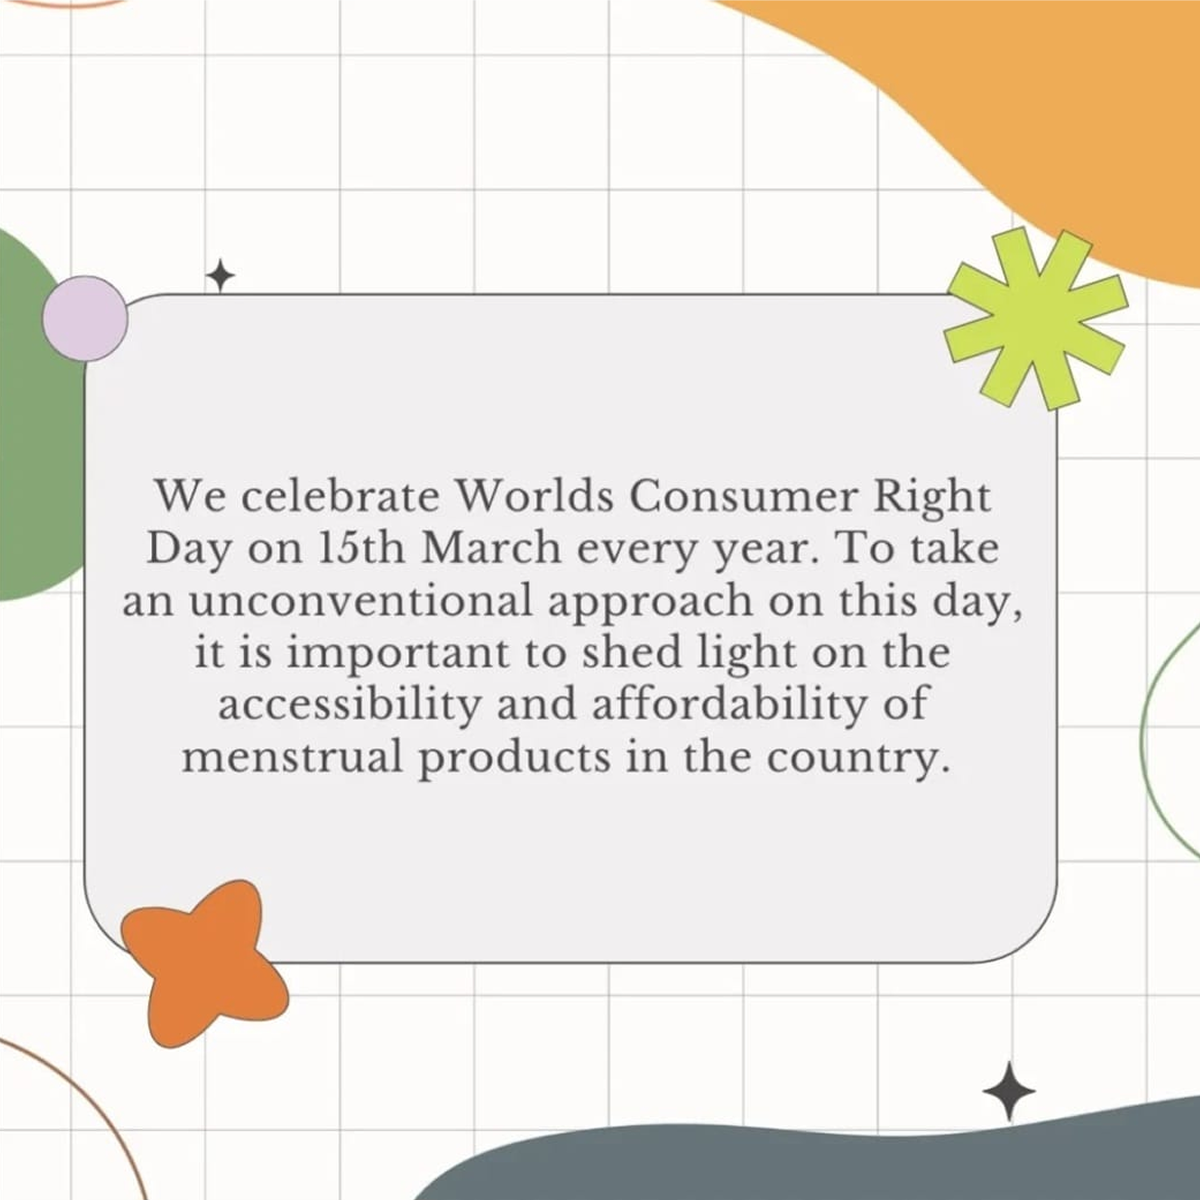 We celebrate Worlds Consumer Right
Day on 15th March every year. To take
an unconventional approach on this day,
it is important to shed light on the
accessibility and affordability of
menstrual products in the country.